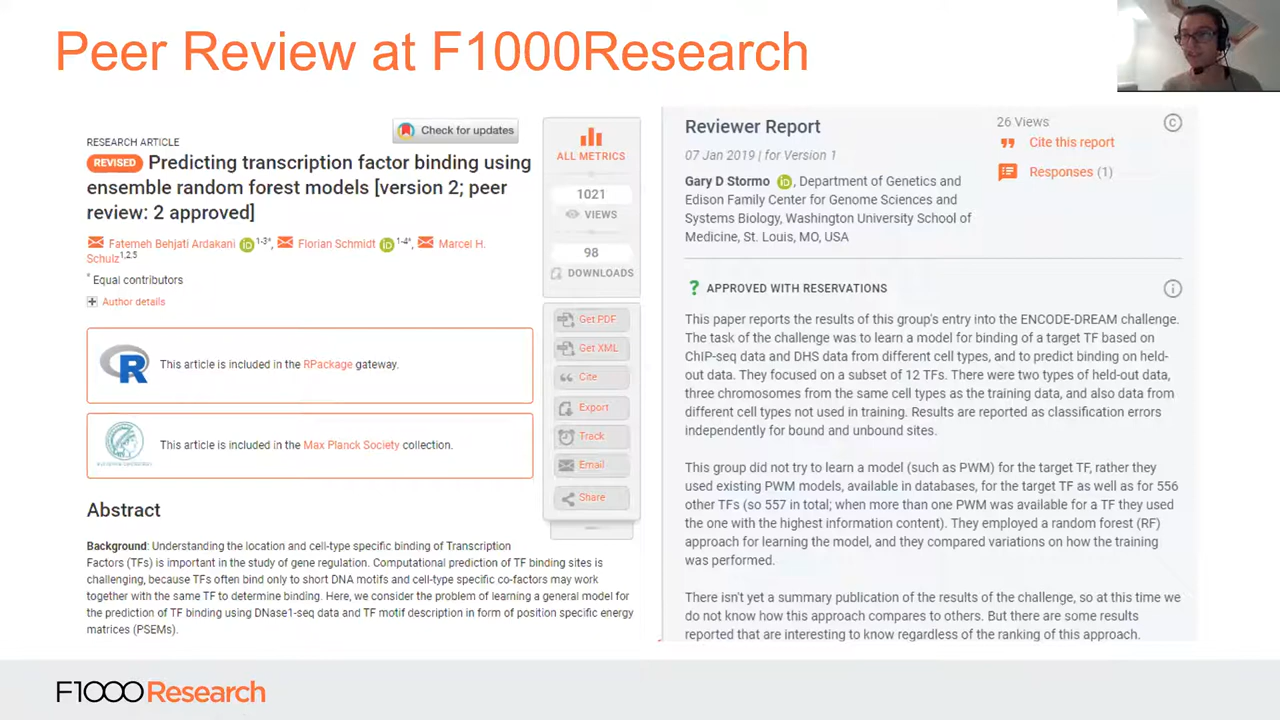 Peer Review at F1000Research
Check for updates
RESEARCH ARTICLE
REVISED Predicting transcription factor binding using
ensemble random forest models [version 2; peer
review: 2 approved]
Fatemeh Behjati Ardakani iD 1-3*, Florian Schmidt iD 1-4*, Marcel H.
Schulz1,2,5
* Equal contributors
+ Author details
R This article is included in the RPackage gateway.
This article is included in the Max Planck Society collection.
Abstract
Background: Understanding the location and cell-type specific binding of Transcription
Factors (TFs) is important in the study of gene regulation. Computational prediction of TF binding sites is
challenging, because TFs often bind only to short DNA motifs and cell-type specific co-factors may work
together with the same TF to determine binding. Here, we consider the problem of learning a general model for
the prediction of TF binding using DNase1-seq data and TF motif description in form of position specific energy
matrices (PSEMs).
ALL METRICS
1021
VIEWS
98
DOWNLOADS
Get PDF
Get XML
Cite
Export
Track
Email
Share
Reviewer Report
07 Jan 2019 | for Version 1
Gary D Stormo iD, Department of Genetics and
Edison Family Center for Genome Sciences and
Systems Biology, Washington University School of
Medicine, St. Louis, MO, USA
26 Views
Cite this report
Responses (1)
? APPROVED WITH RESERVATIONS
This paper reports the results of this group's entry into the ENCODE-DREAM challenge.
The task of the challenge was to learn a model for binding of a target TF based on
ChIP-seq data and DHS data from different cell types, and to predict binding on held-
out data. They focused on a subset of 12 TFs. There were two types of held-out data,
three chromosomes from the same cell types as the training data, and also data from
different cell types not used in training. Results are reported as classification errors
independently for bound and unbound sites.
This group did not try to learn a model (such as PWM) for the target TF, rather they
used existing PWM models, available in databases, for the target TF as well as for 556
other TFs (so 557 in total; when more than one PWM was available for a TF they used
the one with the highest information content). They employed a random forest (RF)
approach for learning the model, and they compared variations on how the training
was performed.
There isn't yet a summary publication of the results of the challenge, so at this time we
do not know how this approach compares to others. But there are some results
reported that are interesting to know regardless of the ranking of this approach.
F1000Research